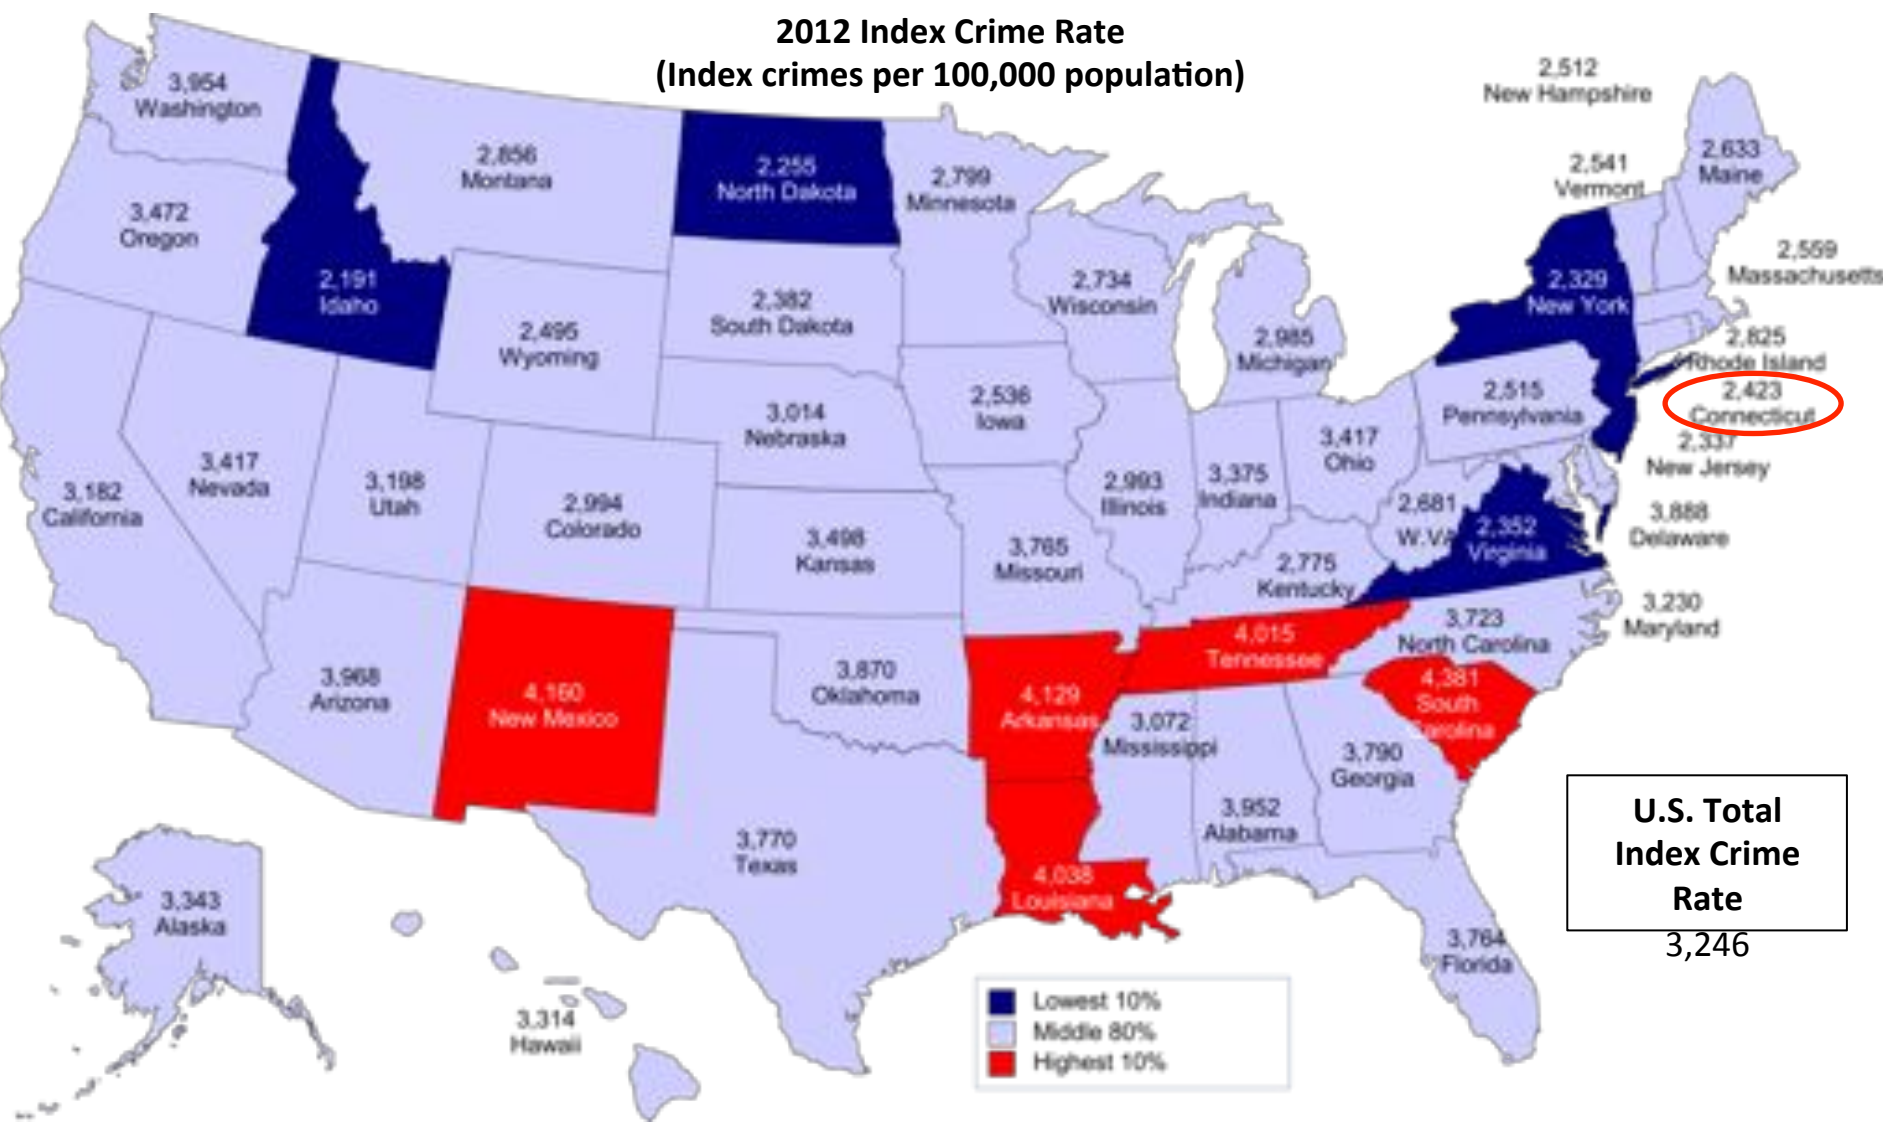 2012 Index Crime Rate
(Index crimes per 100,000 population)
2,512
New Hampshire
3,954
Washington
2,633
Maine
2,541
Vermont
2,856
Montana
2,255
North Dakota
2,799
Minnesota
3,472
Oregon
2,559
Massachusetts
2,191
Idaho
2,734
Wisconsin
2,329
New York
2,382
South Dakota
2,495
Wyoming
2,985
Michigan
2,825
Rhode Island
2,515
Pennsylvania
2,423
Connecticut
2,536
Iowa
3,014
Nebraska
3,417
Ohio
2,337
New Jersey
3,417
Nevada
3,198
Utah
3,182
California
2,994
Colorado
2,993
Illinois
3,375
Indiana
2,681
W.VA
2,352
Virginia
3,888
Delaware
3,498
Kansas
3,765
Missouri
2,775
Kentucky
3,230
Maryland
3,723
North Carolina
4,015
Tennessee
3,968
Arizona
4,160
New Mexico
3,870
Oklahoma
4,129
Arkansas
4,381
South
Carolina
3,072
Mississippi
3,790
Georgia
3,952
Alabama
3,770
Texas
U.S. Total
Index Crime
Rate
3,246
4,038
Louisiana
3,343
Alaska
3,764
Florida
3,314
Hawaii
Lowest 10%
Middle 80%
Highest 10%